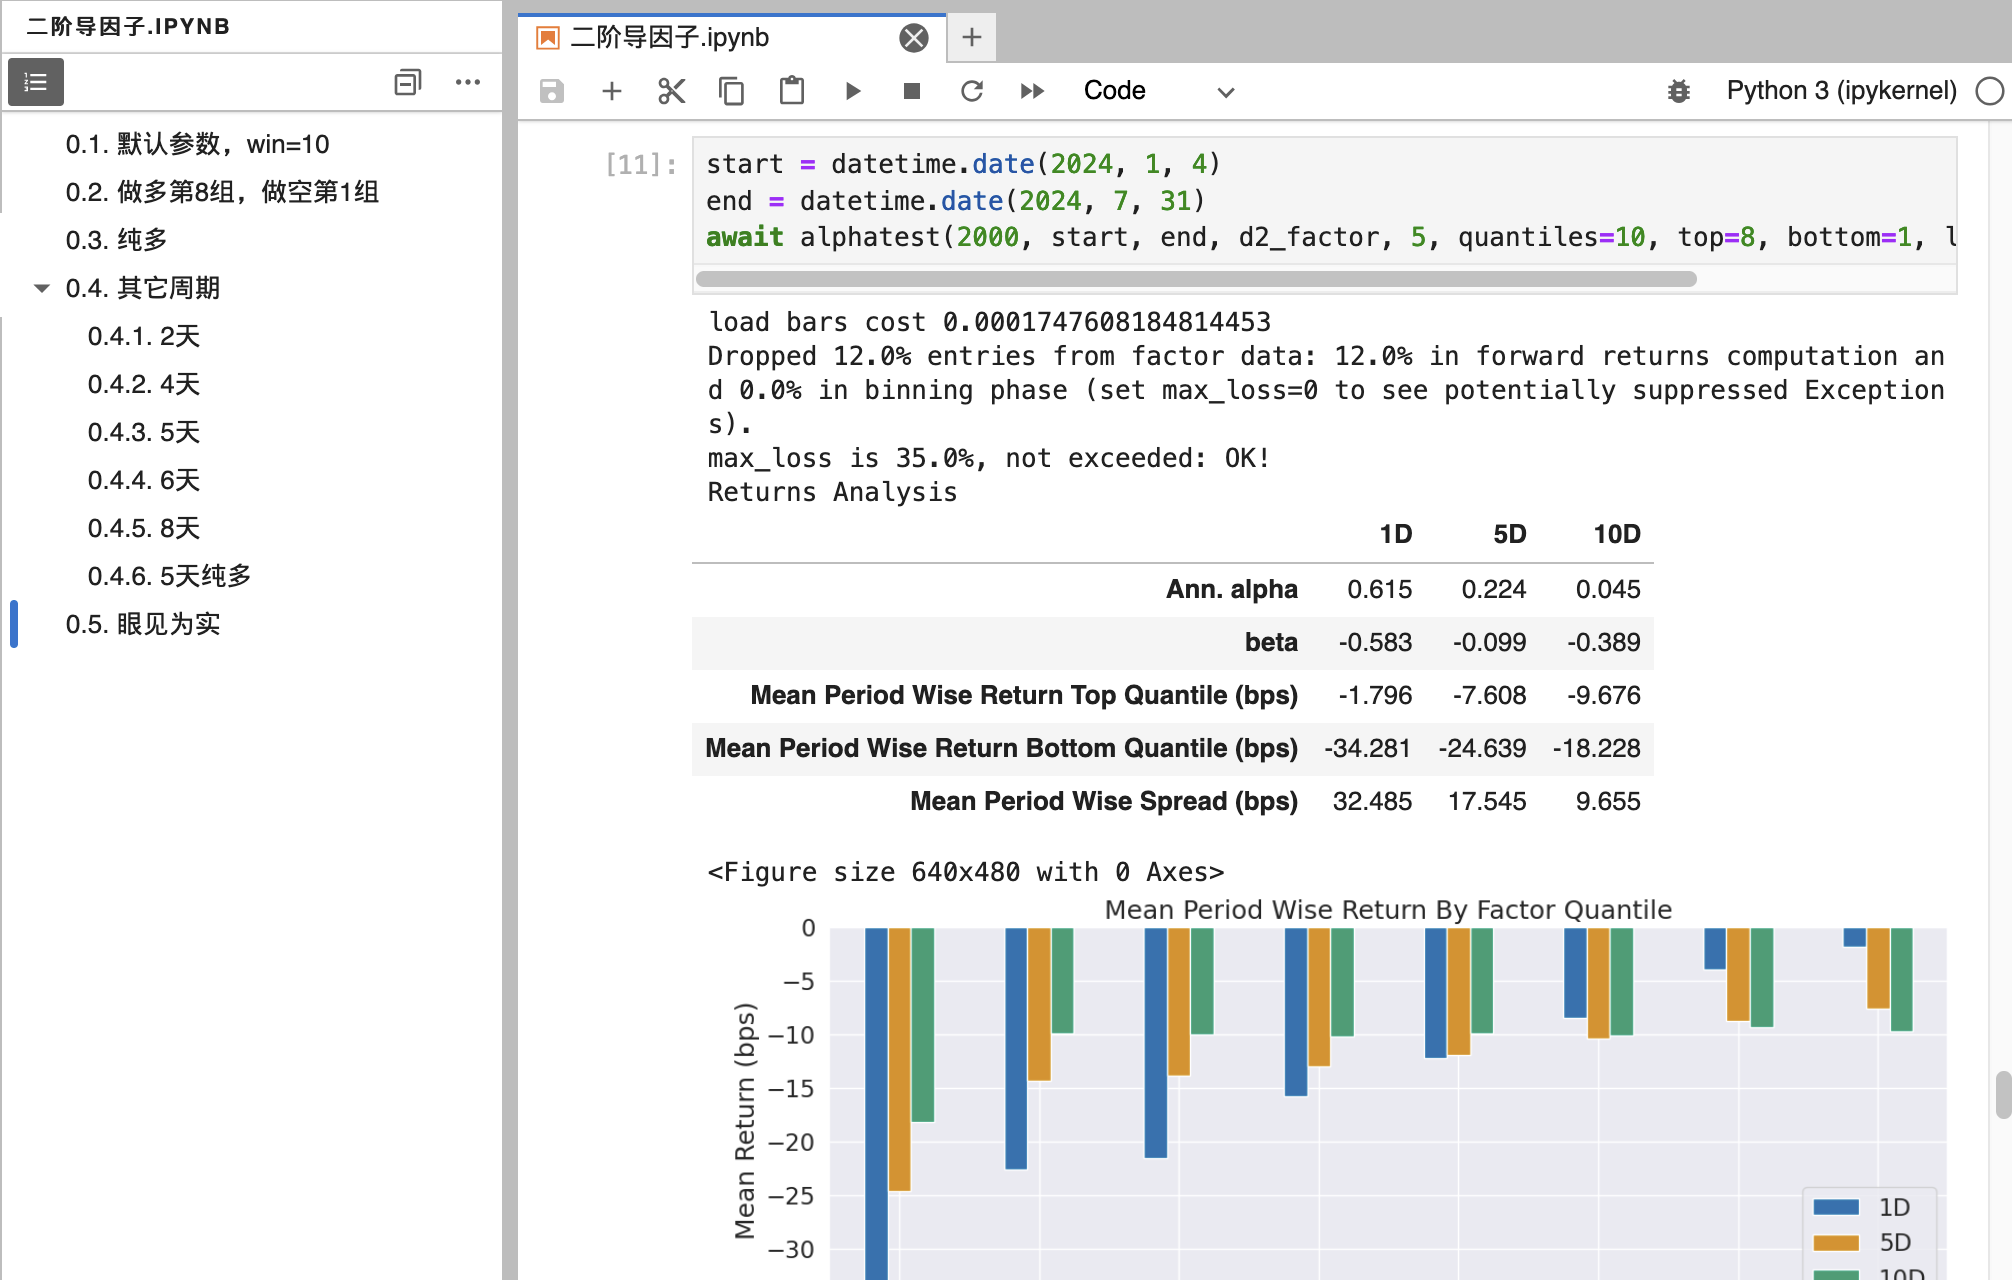 二阶导因子.IPYNB
0.1. 默认参数，win=10
0.2. 做多第8组，做空第1组
0.3. 纯多
0.4. 其它周期
0.4.1. 2天
0.4.2. 4天
0.4.3. 5天
0.4.4. 6天
0.4.5. 8天
0.4.6. 5天纯多
0.5. 眼见为实
二阶导因子.ipynb
Code
Python 3 (ipykernel)
[11]:
start = datetime.date(2024, 1, 4)
end = datetime.date(2024, 7, 31)
await alphatest(2000, start, end, d2_factor, 5, quantiles=10, top=8, bottom=1, l
load bars cost 0.0001747608184814453
Dropped 12.0% entries from factor data: 12.0% in forward returns computation an
d 0.0% in binning phase (set max_loss=0 to see potentially suppressed Exception
s).
max_loss is 35.0%, not exceeded: OK!
Returns Analysis
1D 5D 10D
Ann. alpha 0.615 0.224 0.045
beta -0.583 -0.099 -0.389
Mean Period Wise Return Top Quantile (bps) -1.796 -7.608 -9.676
Mean Period Wise Return Bottom Quantile (bps) -34.281 -24.639 -18.228
Mean Period Wise Spread (bps) 32.485 17.545 9.655
<Figure size 640x480 with 0 Axes>
Mean Period Wise Return By Factor Quantile
Mean Return (bps)
0
−5
−10
−15
−20
−25
−30
1D
5D
10D